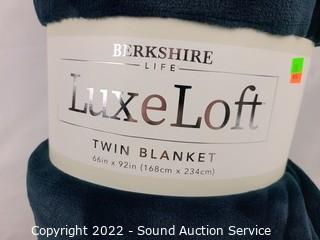 BERKSHIRE
LIFE
LuxeLoft
TWIN BLANKET
66in x 92in (168cm x 234cm)
Copyright 2022 - Sound Auction Service